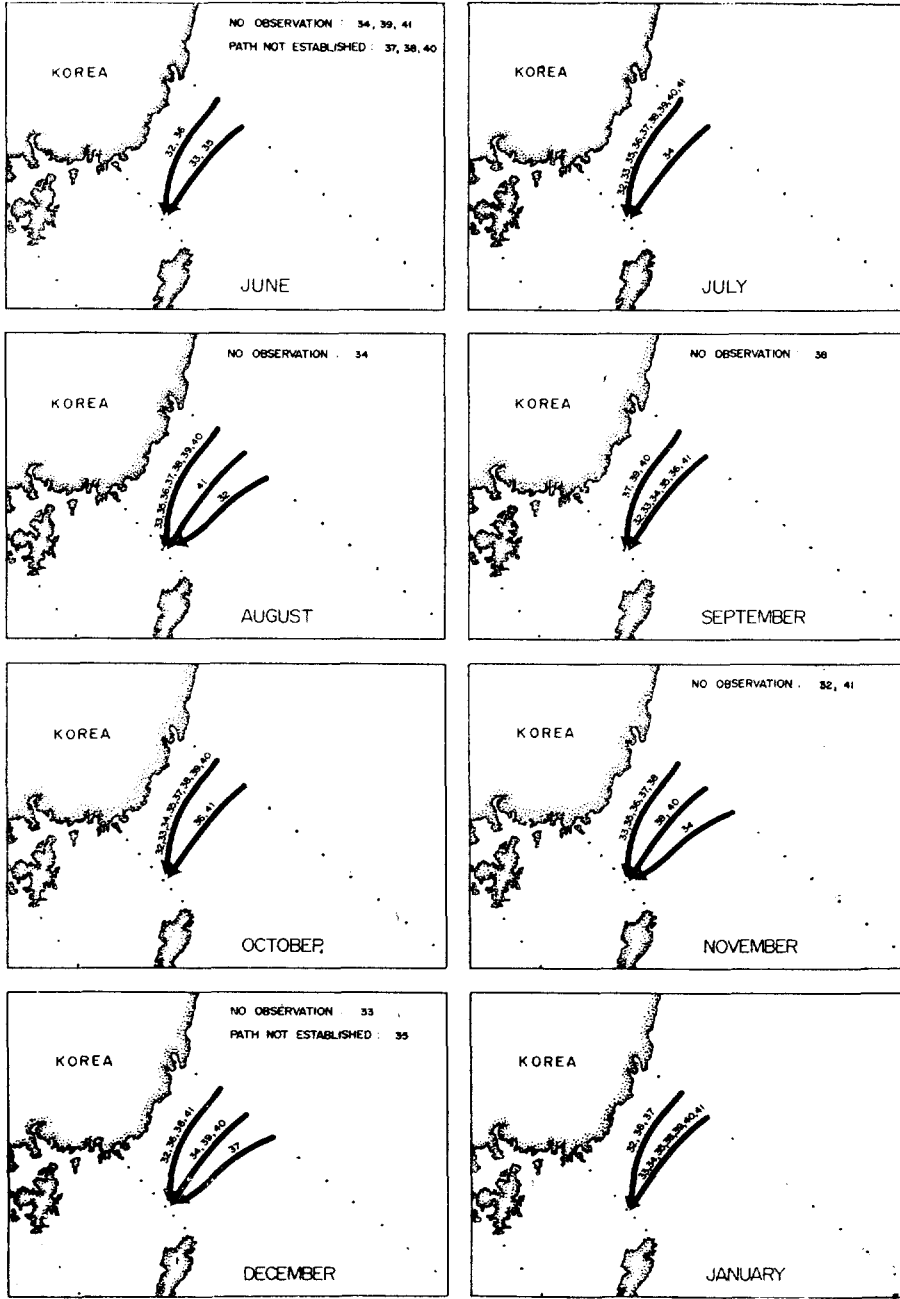 NO OBSERVATION : 34, 39, 41
PATH NOT ESTABLISHED : 37, 38, 40
KOREA
32, 36
33, 35
JUNE
KOREA
32, 33, 35, 36, 37, 38, 39, 40, 41
34
JULY
NO OBSERVATION : 34
KOREA
33, 35, 36, 37, 38, 39, 40
41
32
AUGUST
NO OBSERVATION : 38
KOREA
37, 39, 40
32, 33, 34, 35, 36, 41
SEPTEMBER
KOREA
32, 33, 34, 35, 37, 38, 39, 40
36, 41
OCTOBER
NO OBSERVATION : 32, 41
KOREA
33, 35, 36, 37, 38
39, 40
34
NOVEMBER
NO OBSERVATION : 33
PATH NOT ESTABLISHED : 35
KOREA
32, 36, 38, 41
34, 39, 40
37
DECEMBER
KOREA
32, 36, 37
33, 34, 35, 38, 39, 40, 41
JANUARY